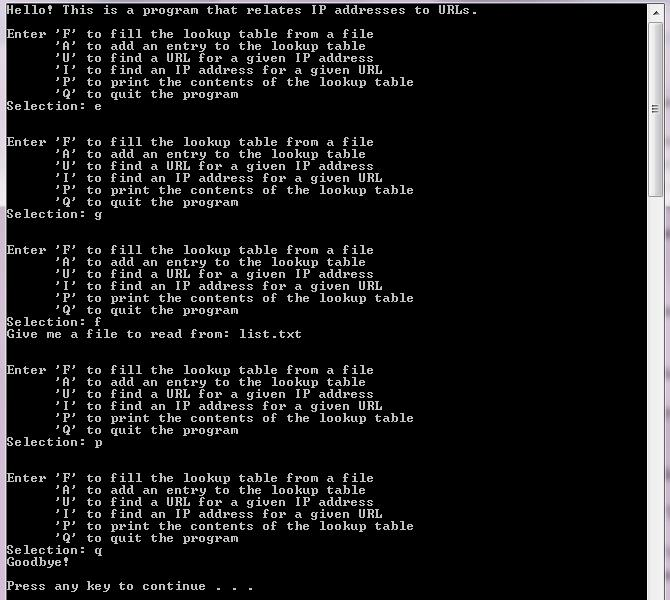 Hello! This is a program that relates IP addresses to URLs.
Enter 'F' to fill the lookup table from a file
'A' to add an entry to the lookup table
'U' to find a URL for a given IP address
'I' to find an IP address for a given URL
'P' to print the contents of the lookup table
'Q' to quit the program
Selection: e
Enter 'F' to fill the lookup table from a file
'A' to add an entry to the lookup table
'U' to find a URL for a given IP address
'I' to find an IP address for a given URL
'P' to print the contents of the lookup table
'Q' to quit the program
Selection: g
Enter 'F' to fill the lookup table from a file
'A' to add an entry to the lookup table
'U' to find a URL for a given IP address
'I' to find an IP address for a given URL
'P' to print the contents of the lookup table
'Q' to quit the program
Selection: f
Give me a file to read from: list.txt
Enter 'F' to fill the lookup table from a file
'A' to add an entry to the lookup table
'U' to find a URL for a given IP address
'I' to find an IP address for a given URL
'P' to print the contents of the lookup table
'Q' to quit the program
Selection: p
Enter 'F' to fill the lookup table from a file
'A' to add an entry to the lookup table
'U' to find a URL for a given IP address
'I' to find an IP address for a given URL
'P' to print the contents of the lookup table
'Q' to quit the program
Selection: q
Goodbye!
Press any key to continue . . .